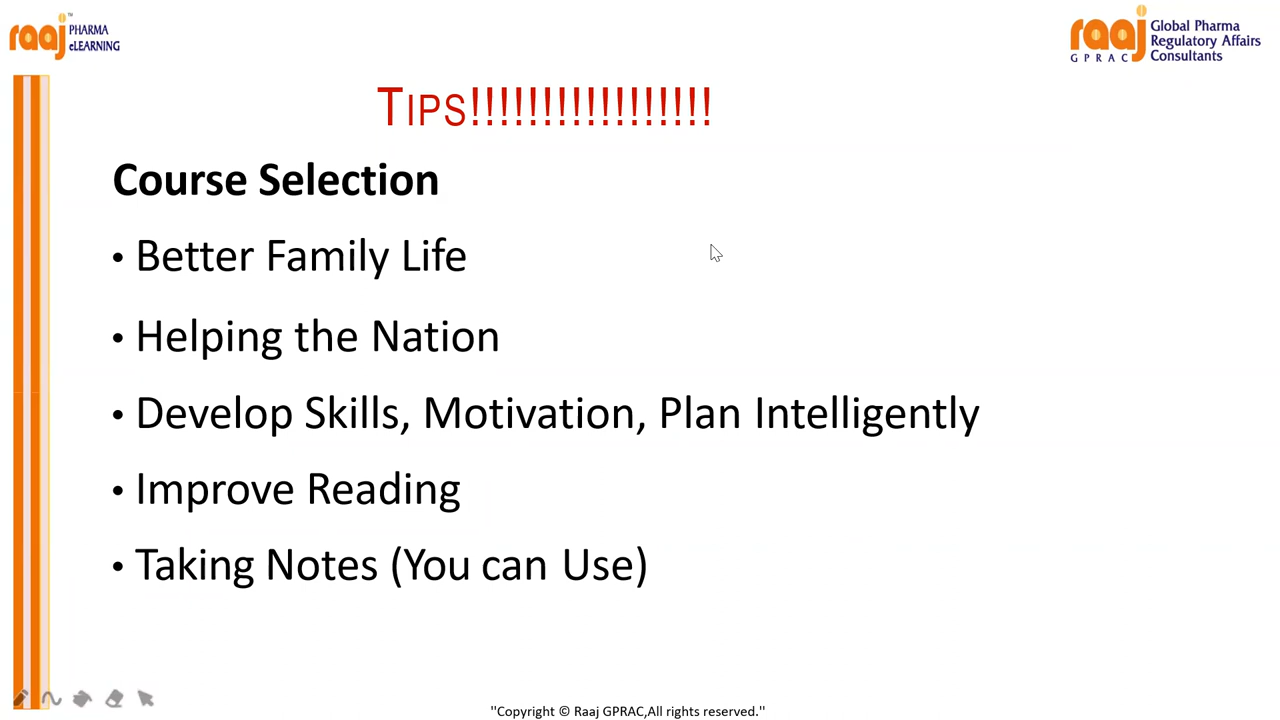 raaj PHARMA eLEARNING ™
raaj GPRAC Global Pharma Regulatory Affairs Consultants
TIPS!!!!!!!!!!!!!!!!!
Course Selection
• Better Family Life
• Helping the Nation
• Develop Skills, Motivation, Plan Intelligently
• Improve Reading
• Taking Notes (You can Use)
"Copyright © Raaj GPRAC,All rights reserved."